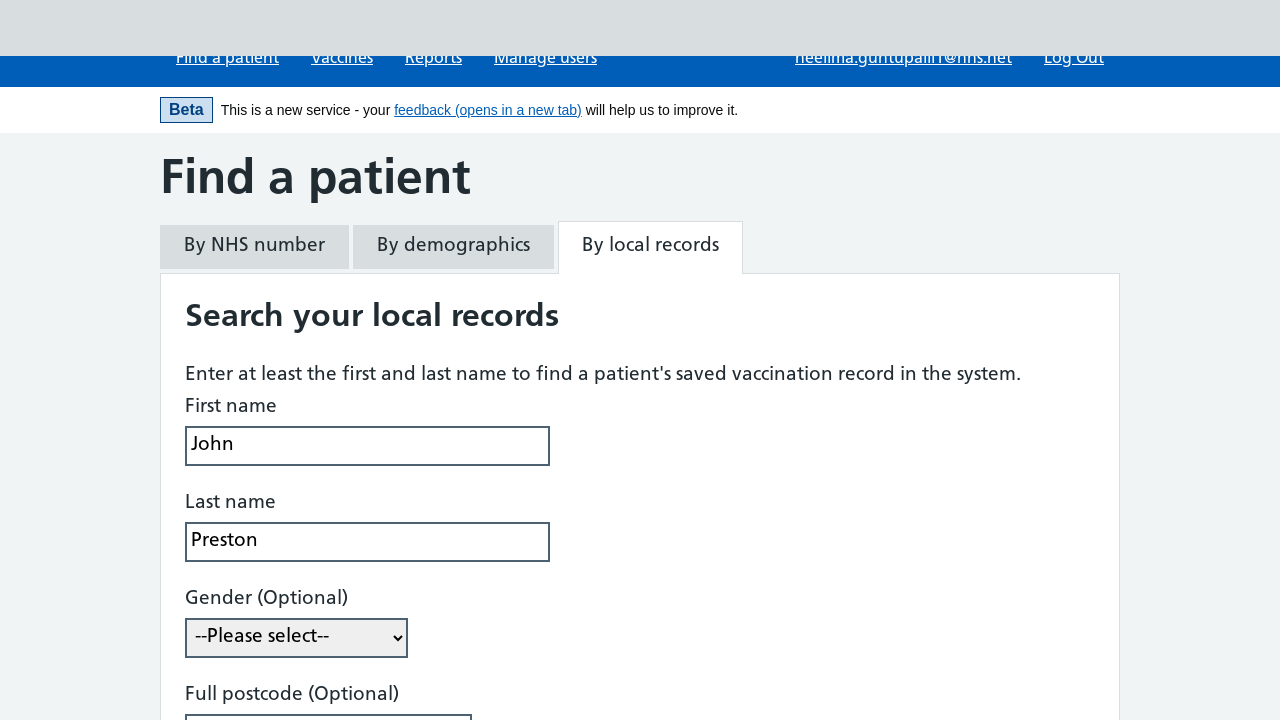 Find a patient Vaccines Reports Manage users neelima.guntupalli1@nhs.net Log Out
Beta This is a new service - your feedback (opens in a new tab) will help us to improve it.
Find a patient
By NHS number By demographics By local records
Search your local records
Enter at least the first and last name to find a patient's saved vaccination record in the system.
First name
John
Last name
Preston
Gender (Optional)
--Please select--
Full postcode (Optional)